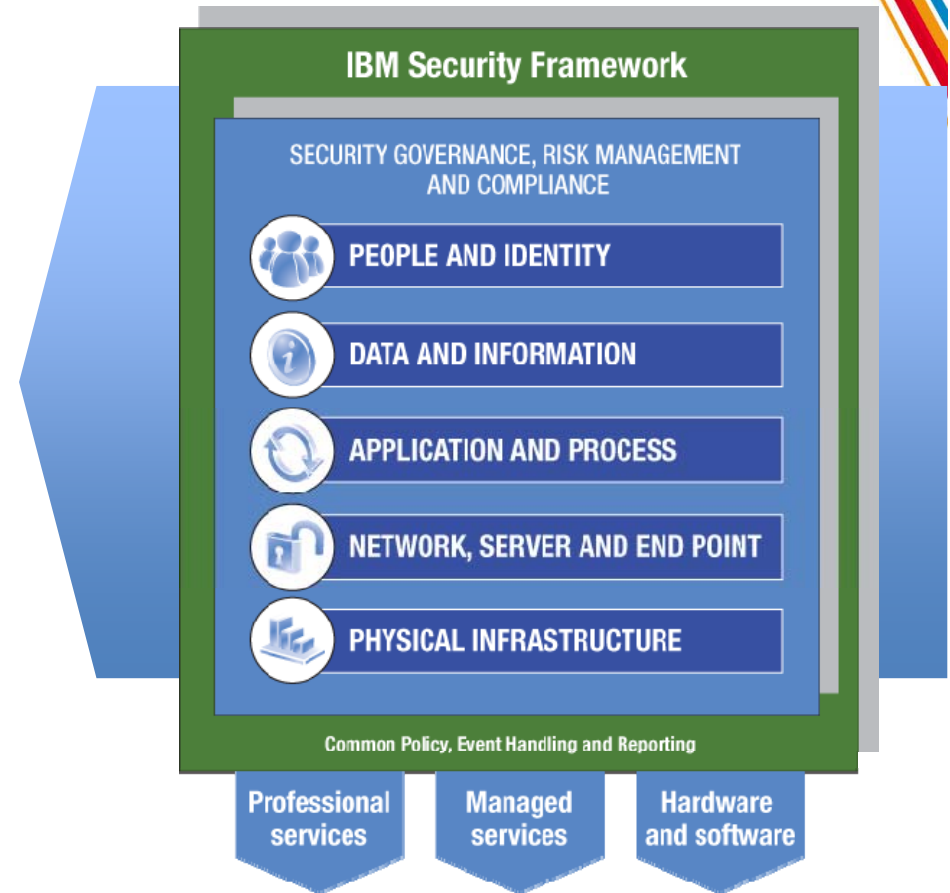 IBM Security Framework
SECURITY GOVERNANCE, RISK MANAGEMENT
AND COMPLIANCE
PEOPLE AND IDENTITY
i
DATA AND INFORMATION
APPLICATION AND PROCESS
NETWORK, SERVER AND END POINT
PHYSICAL INFRASTRUCTURE
Common Policy, Event Handling and Reporting
Professional
services
Managed
services
Hardware
and software